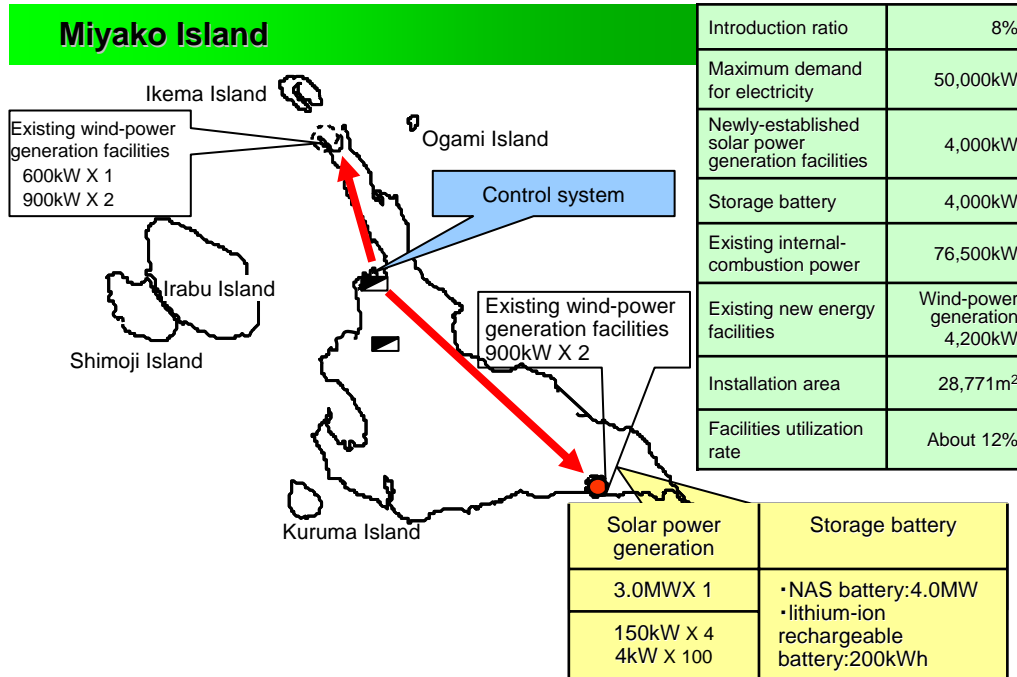 Miyako Island
Ikema Island
Existing wind-power
generation facilities
600kW X 1
900kW X 2
Ogami Island
Control system
Irabu Island
Shimoji Island
Existing wind-power
generation facilities
900kW X 2
Kuruma Island
Introduction ratio 8%
Maximum demand
for electricity 50,000kW
Newly-established
solar power
generation facilities 4,000kW
Storage battery 4,000kW
Existing internal-
combustion power 76,500kW
Existing new energy
facilities
Wind-power
generation
4,200kW
Installation area 28,771m²
Facilities utilization
rate About 12%
Solar power
generation
Storage battery
3.0MWX 1
150kW X 4
4kW X 100
・NAS battery:4.0MW
・lithium-ion
rechargeable
battery:200kWh